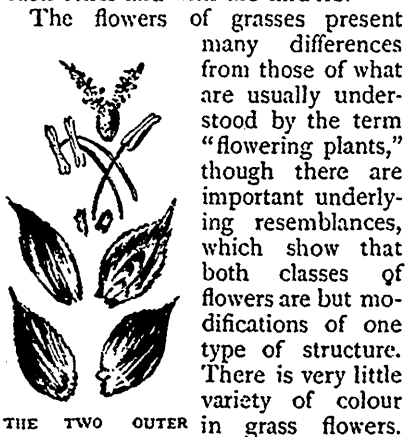 The flowers of grasses present
many differences
from those of what
are usually under-
stood by the term
"flowering plants,"
though there are
important underly-
ing resemblances,
which show that
both classes of
flowers are but mo-
difications of one
type of structure.
There is very little
variety of colour
in grass flowers.
THE TWO OUTER